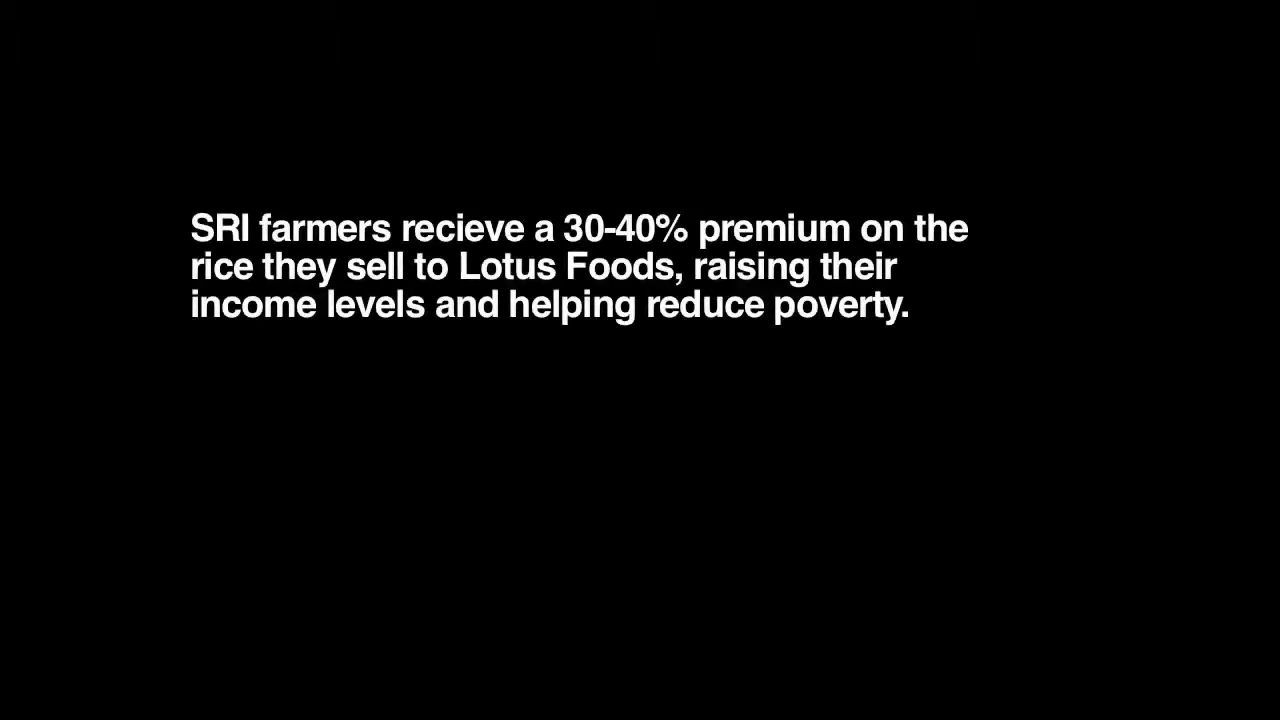 SRI farmers recieve a 30-40% premium on the
rice they sell to Lotus Foods, raising their
income levels and helping reduce poverty.